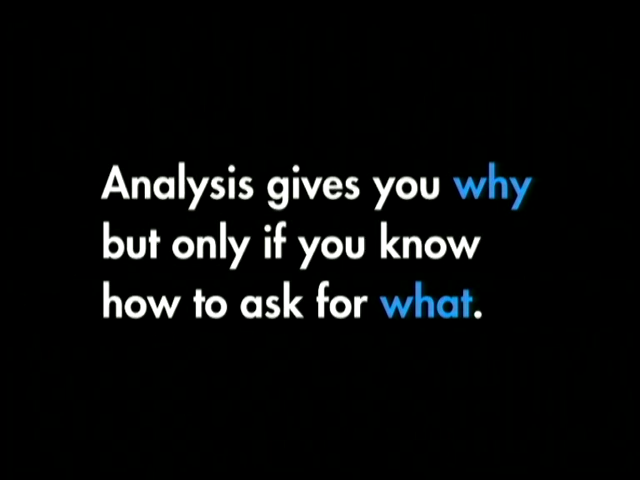 Analysis gives you why
but only if you know
how to ask for what.